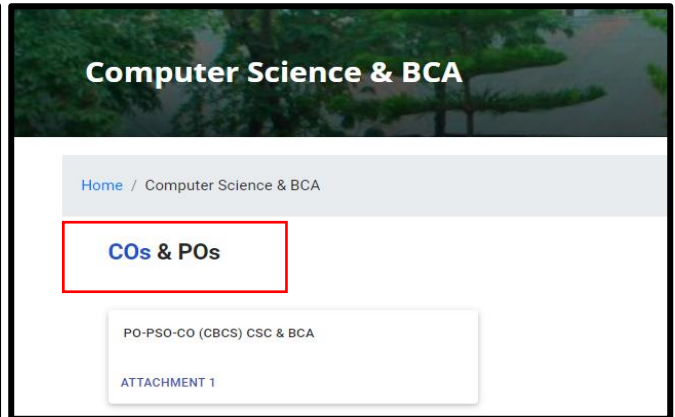 Computer Science & BCA
Home / Computer Science & BCA
COs & POs
PO-PSO-CO (CBCS) CSC & BCA
ATTACHMENT 1